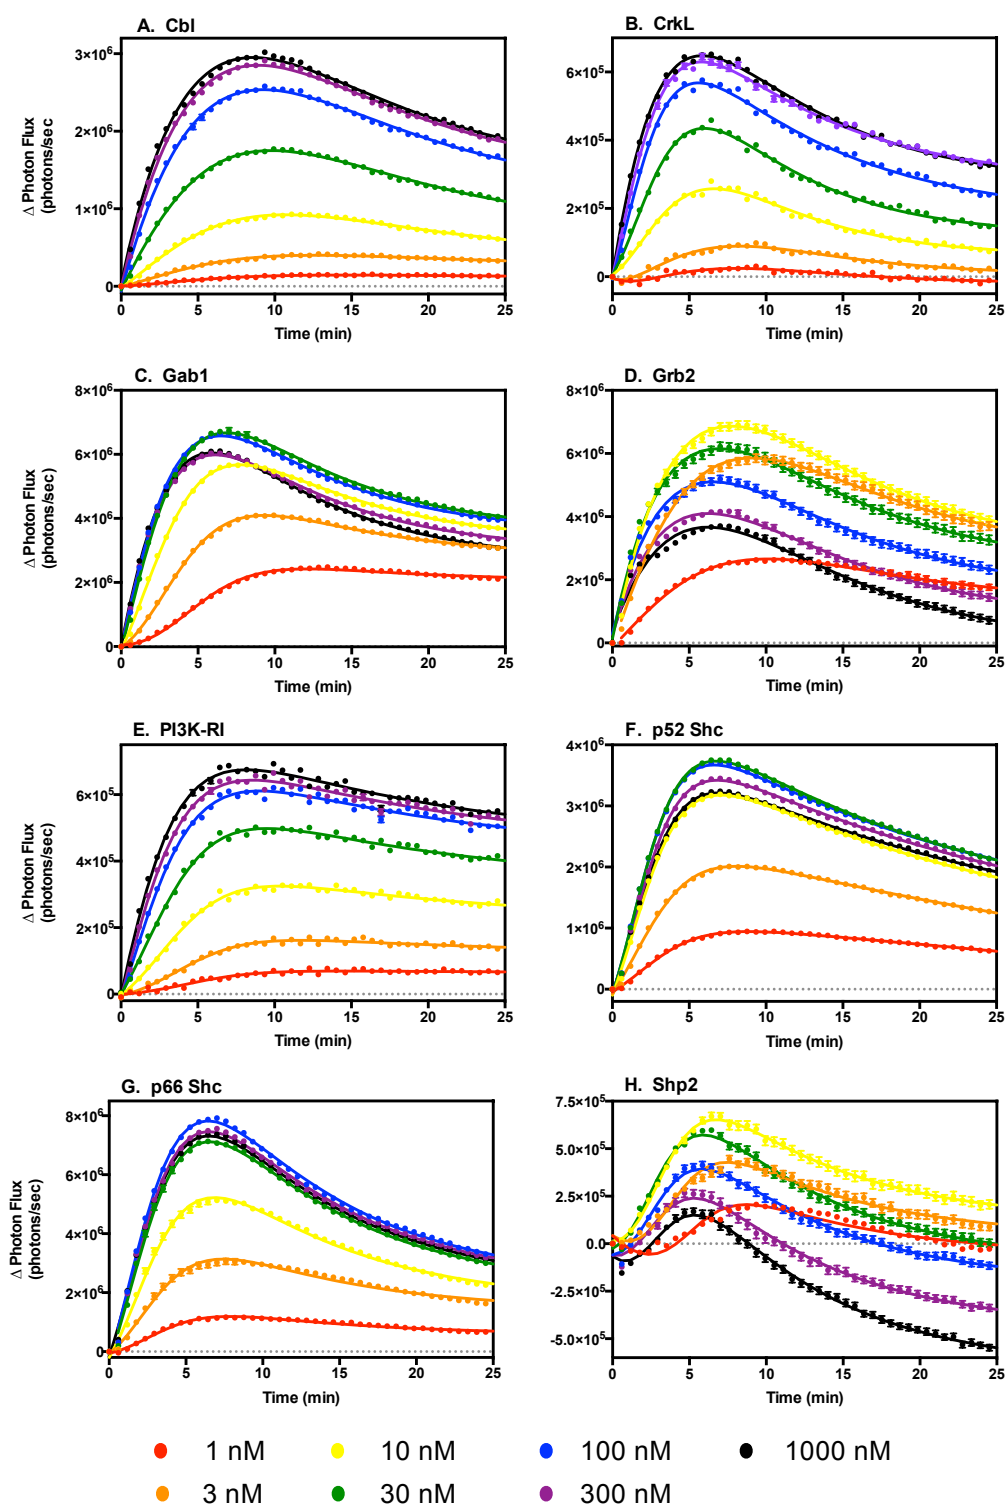 A. Cbl
3×10⁶
2×10⁶
1×10⁶
0
Δ Photon Flux
(photons/sec)
0 5 10 15 20 25
Time (min)
B. CrkL
6×10⁵
4×10⁵
2×10⁵
0
0 5 10 15 20 25
Time (min)
C. Gab1
8×10⁶
6×10⁶
4×10⁶
2×10⁶
0
Δ Photon Flux
(photons/sec)
0 5 10 15 20 25
Time (min)
D. Grb2
8×10⁶
6×10⁶
4×10⁶
2×10⁶
0
0 5 10 15 20 25
Time (min)
E. PI3K-RI
6×10⁵
4×10⁵
2×10⁵
0
Δ Photon Flux
(photons/sec)
0 5 10 15 20 25
Time (min)
F. p52 Shc
4×10⁶
3×10⁶
2×10⁶
1×10⁶
0
0 5 10 15 20 25
Time (min)
G. p66 Shc
8×10⁶
6×10⁶
4×10⁶
2×10⁶
0
Δ Photon Flux
(photons/sec)
0 5 10 15 20 25
Time (min)
H. Shp2
7.5×10⁵
5.0×10⁵
2.5×10⁵
0.0
-2.5×10⁵
-5.0×10⁵
0 5 10 15 20 25
Time (min)
1 nM 10 nM 100 nM 1000 nM
3 nM 30 nM 300 nM